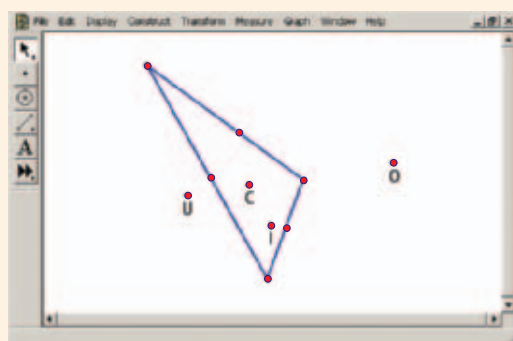 File Edit Display Construct Transform Measure Graph Window Help
A
O
C
U
I